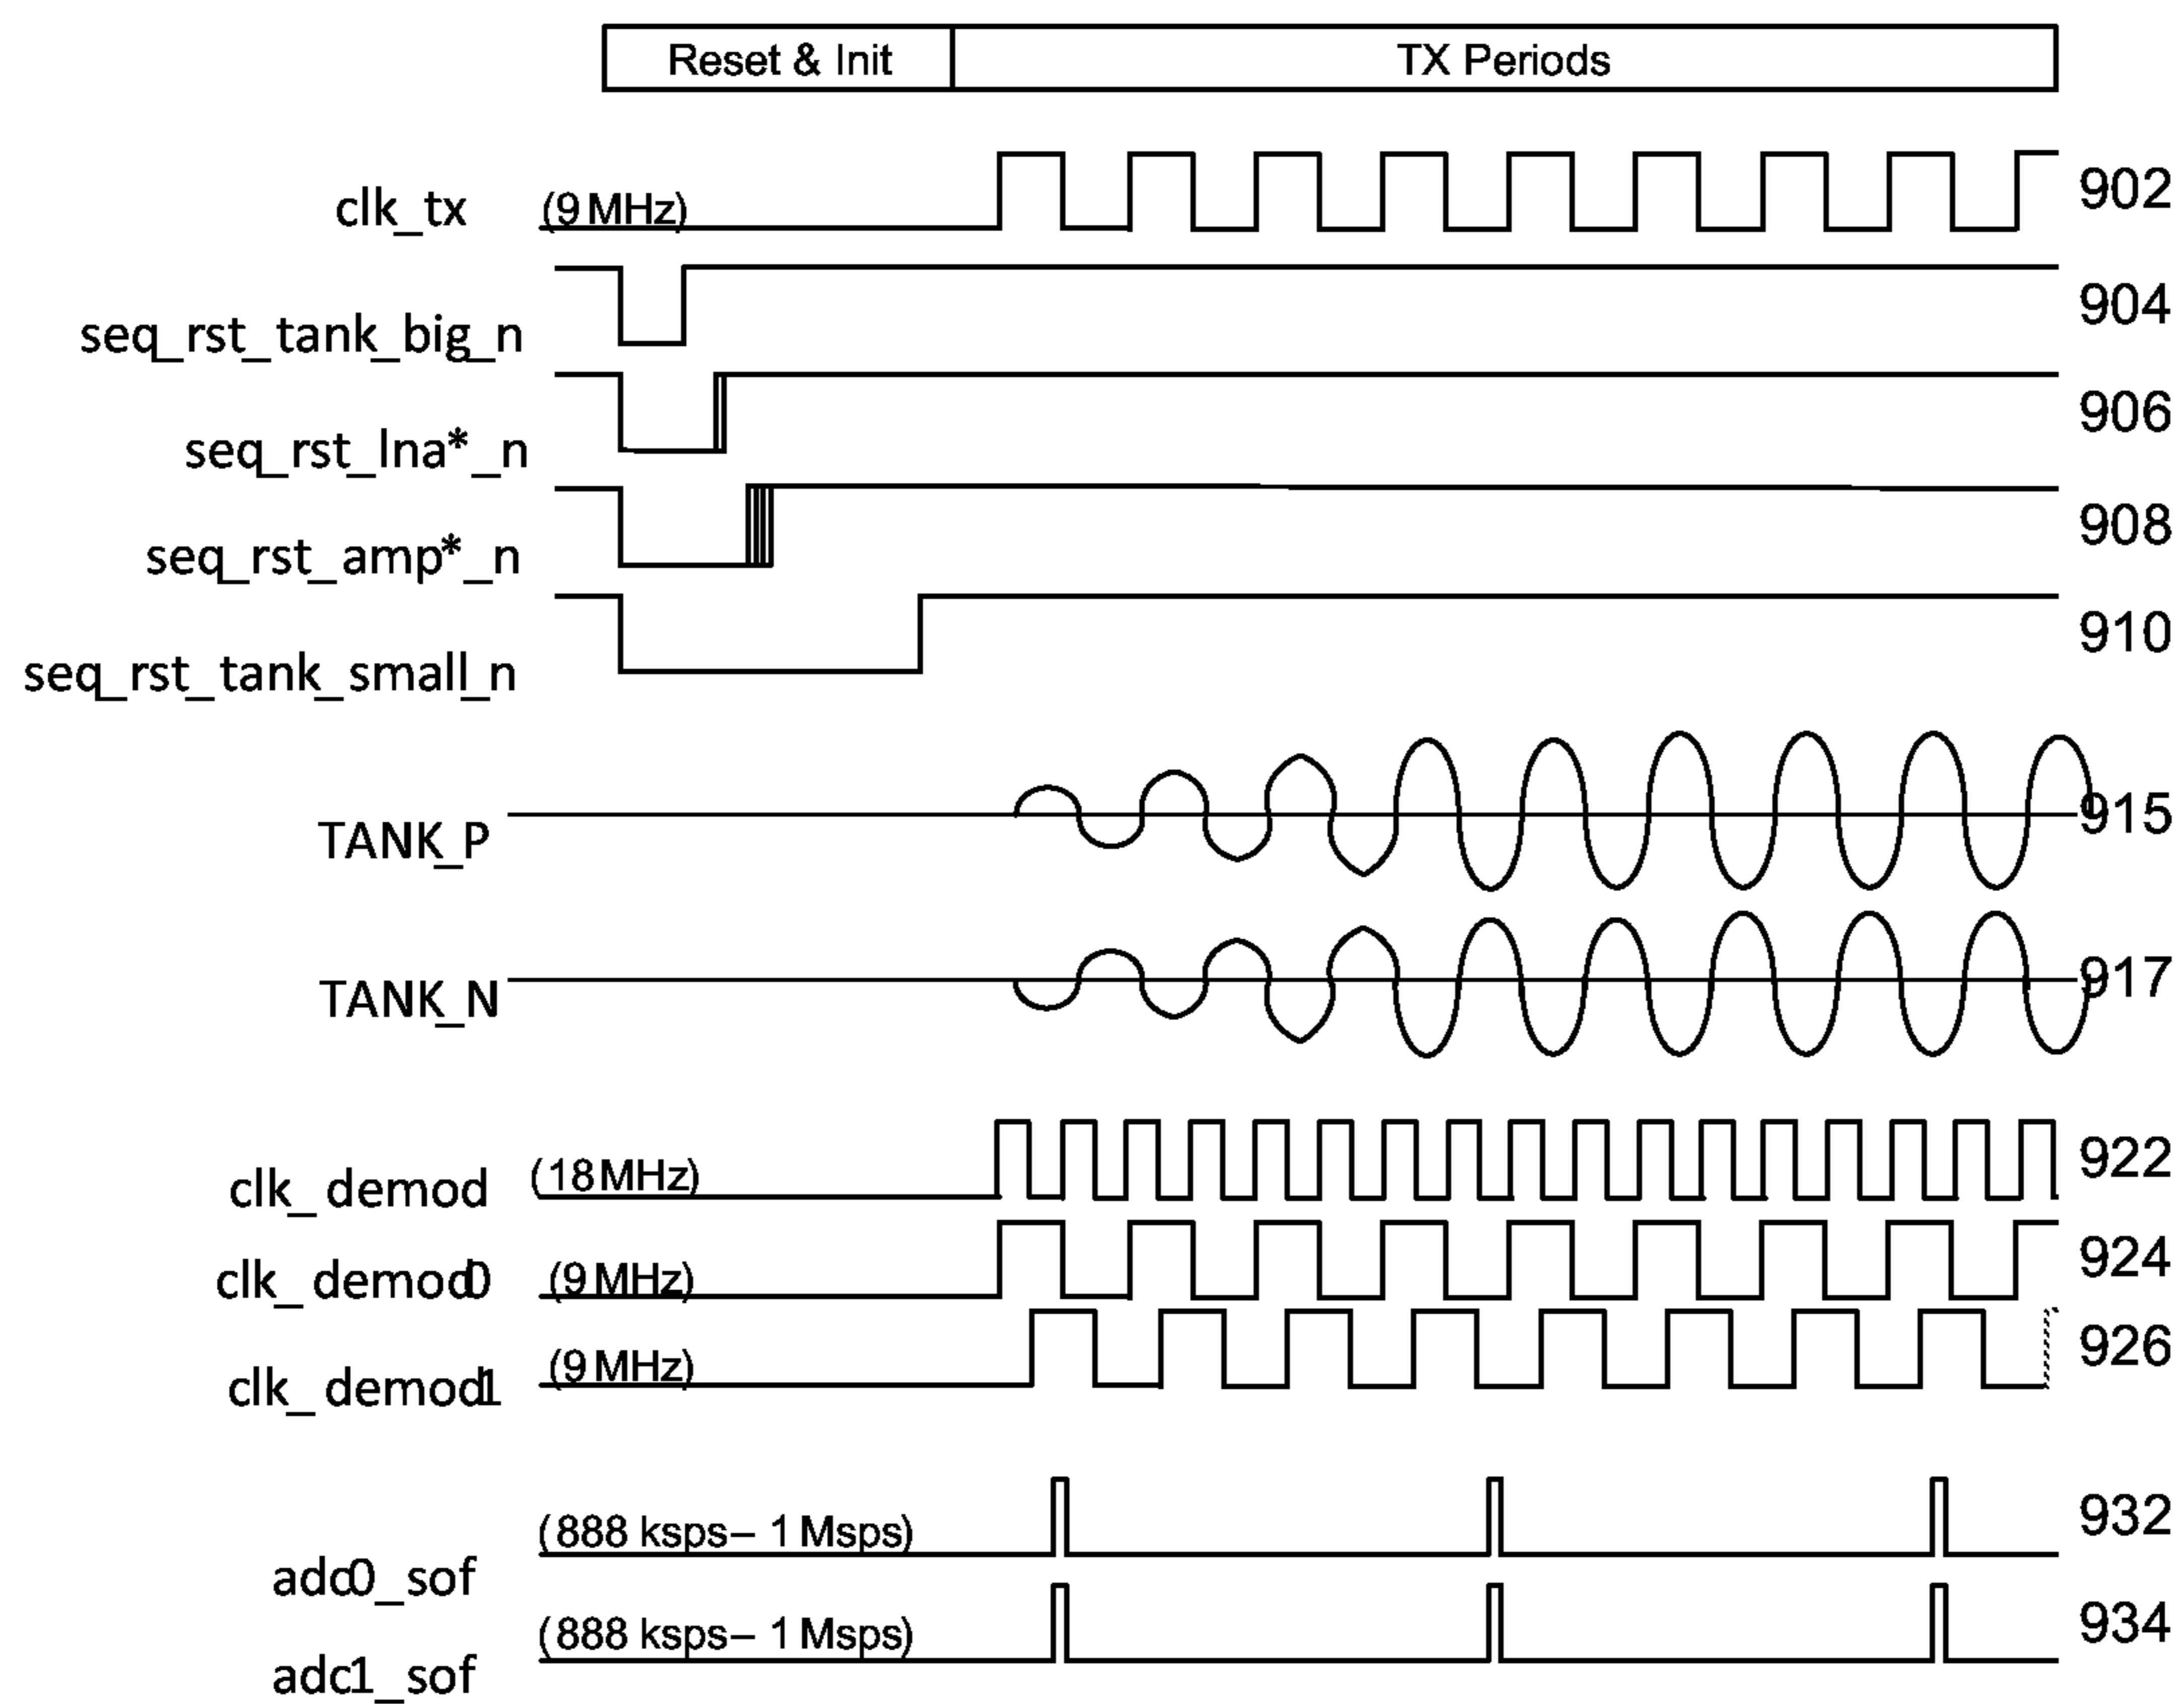 Reset & Init TX Periods
clk_tx (9 MHz) 902
seq_rst_tank_big_n 904
seq_rst_lna*_n 906
seq_rst_amp*_n 908
seq_rst_tank_small_n 910
TANK_P 915
TANK_N 917
clk_demod (18 MHz) 922
clk_demod0 (9 MHz) 924
clk_demod1 (9 MHz) 926
adc0_sof (888 ksps – 1 Msps) 932
adc1_sof (888 ksps – 1 Msps) 934